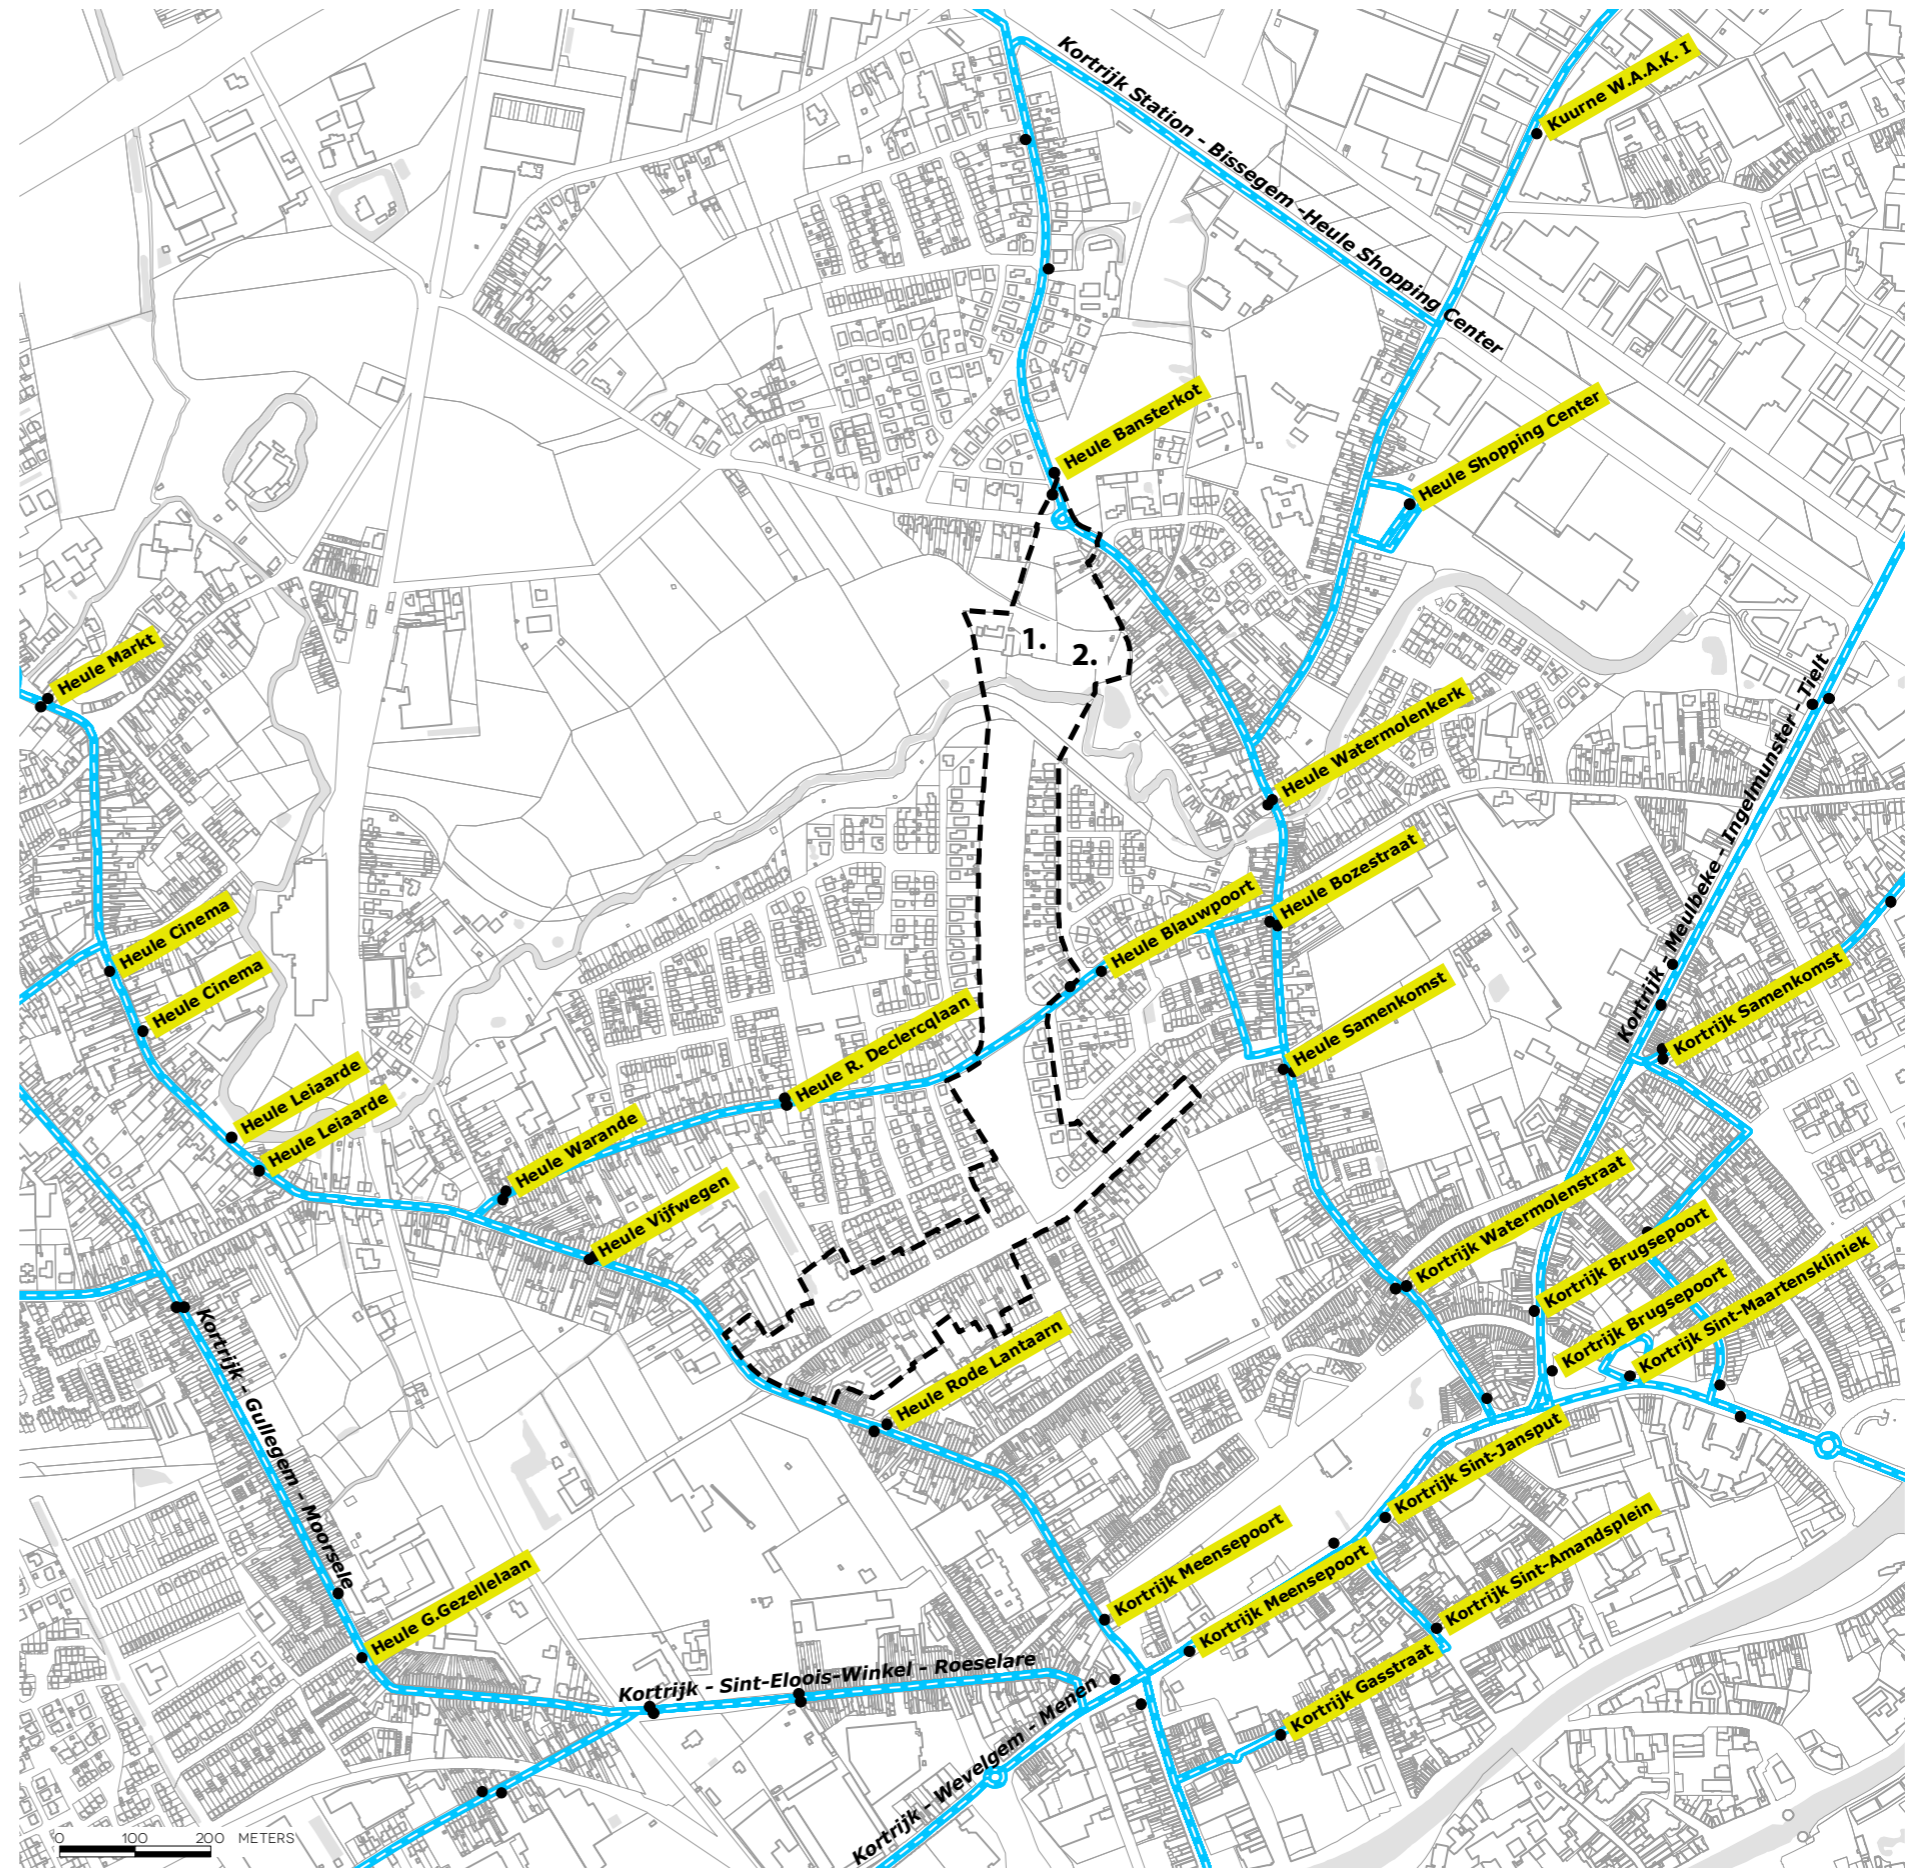 Kuurne W.A.A.K. I
Kortrijk Station - Bissegem -Heule Shopping Center
Heule Bansterkot
Heule Shopping Center
1.
2.
Heule Markt
Heule Watermolenkerk
Kortrijk - Meulbeke - Ingelmunster - Tielt
Heule Bozestraat
Heule Blauwpoort
Heule Cinema
Heule Cinema
Heule Samenkomst
Kortrijk Samenkomst
Heule R. Declercqlaan
Heule Leiaarde
Heule Leiaarde
Heule Warande
Heule Vijfwegen
Kortrijk Watermolenstraat
Kortrijk Brugsepoort
Kortrijk Brugsepoort
Kortrijk Sint-Maartenskliniek
Heule Rode Lantaarn
Kortrijk - Gullegem - Moorsele
Kortrijk Sint-Jansput
Kortrijk Meensepoort
Kortrijk Meensepoort
Kortrijk Sint-Amandsplein
Heule G.Gezellelaan
Kortrijk Gasstraat
Kortrijk - Sint-Eloois-Winkel - Roeselare
Kortrijk - Wevelgem - Menen
0 100 200 METERS